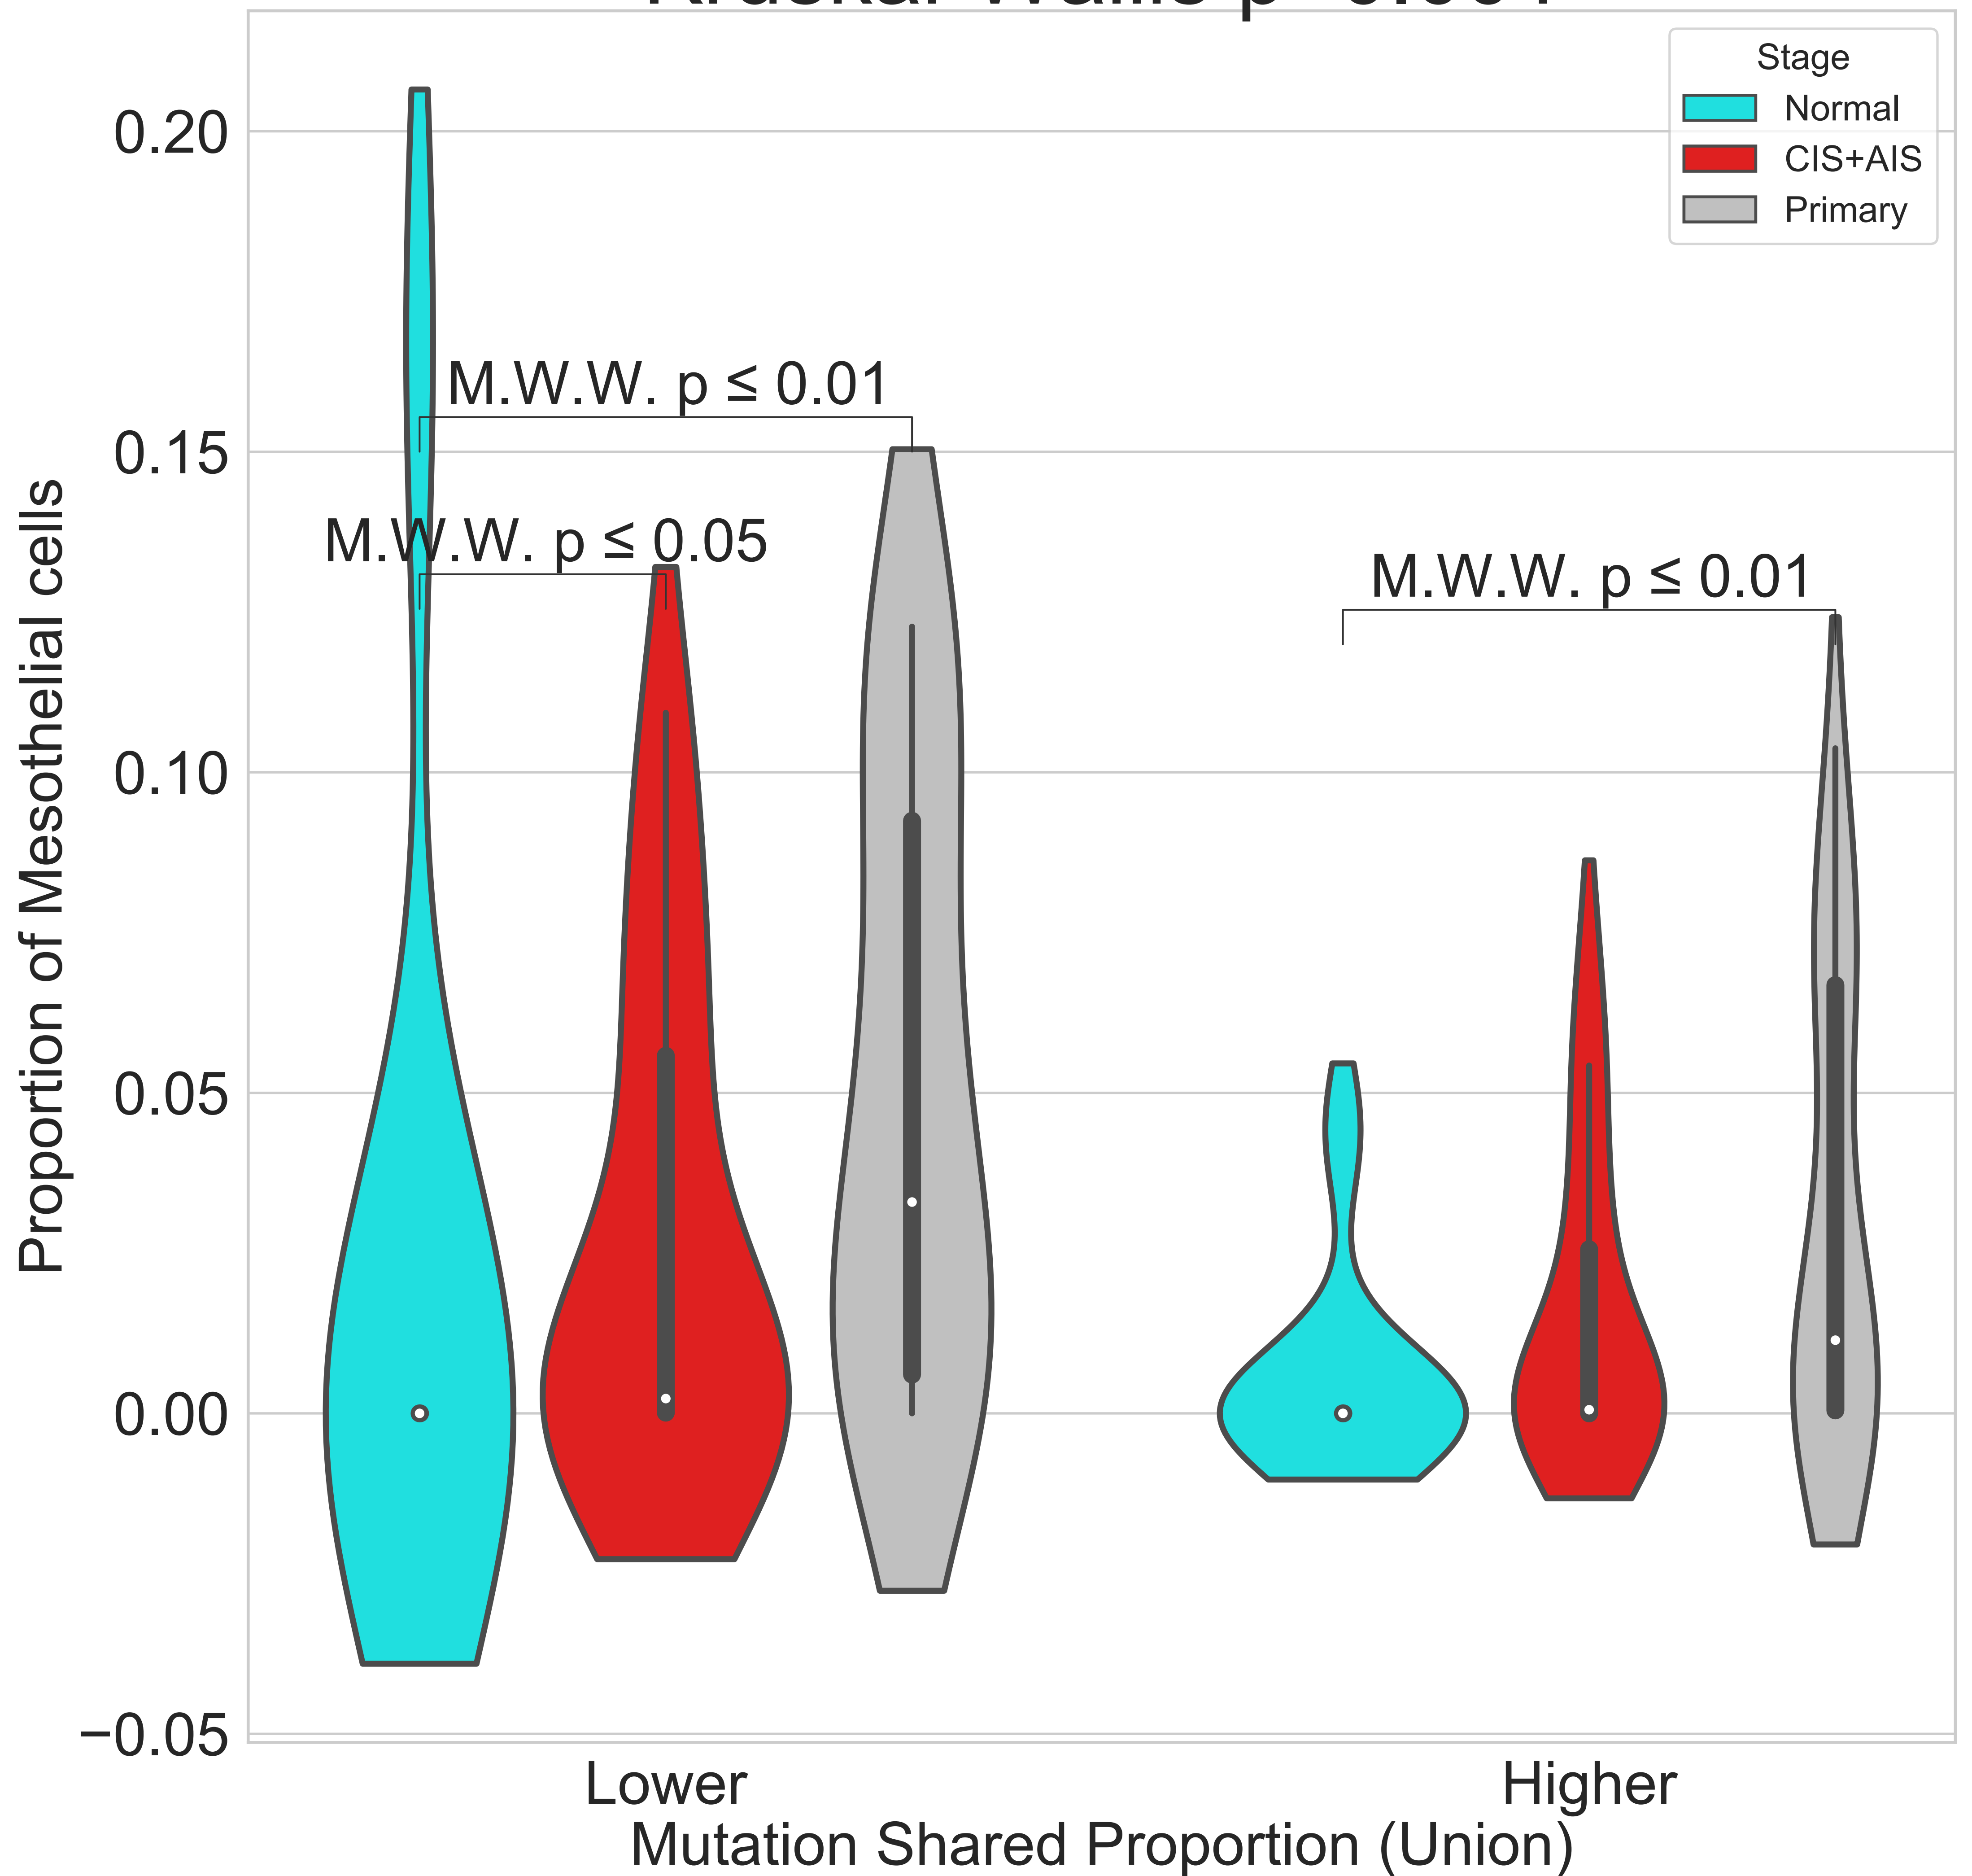 Stage
Normal
CIS+AIS
Primary
0.20
0.15
0.10
0.05
0.00
−0.05
M.W.W. p ≤ 0.01
M.W.W. p ≤ 0.05
M.W.W. p ≤ 0.01
Proportion of Mesothelial cells
Lower
Higher
Mutation Shared Proportion (Union)